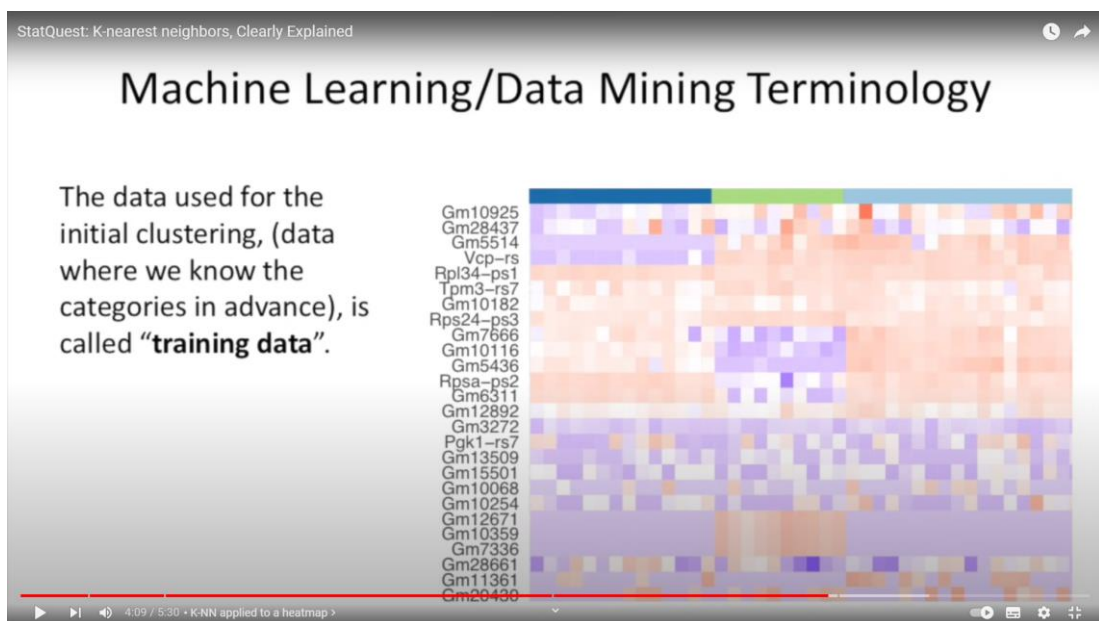 StatQuest: K-nearest neighbors, Clearly Explained
Machine Learning/Data Mining Terminology
The data used for the
initial clustering, (data
where we know the
categories in advance), is
called “training data”.
Gm10925
Gm28437
Gm5514
Vcp-rs
Rpl34-ps1
Tpm3-rs7
Gm10182
Rps24-ps3
Gm7666
Gm10116
Gm5436
Rpsa-ps2
Gm6311
Gm12892
Gm3272
Pgk1-rs7
Gm13509
Gm15501
Gm10068
Gm10254
Gm12671
Gm10359
Gm7336
Gm28661
Gm11361
Gm20430
4:09 / 5:30 • K-NN applied to a heatmap >